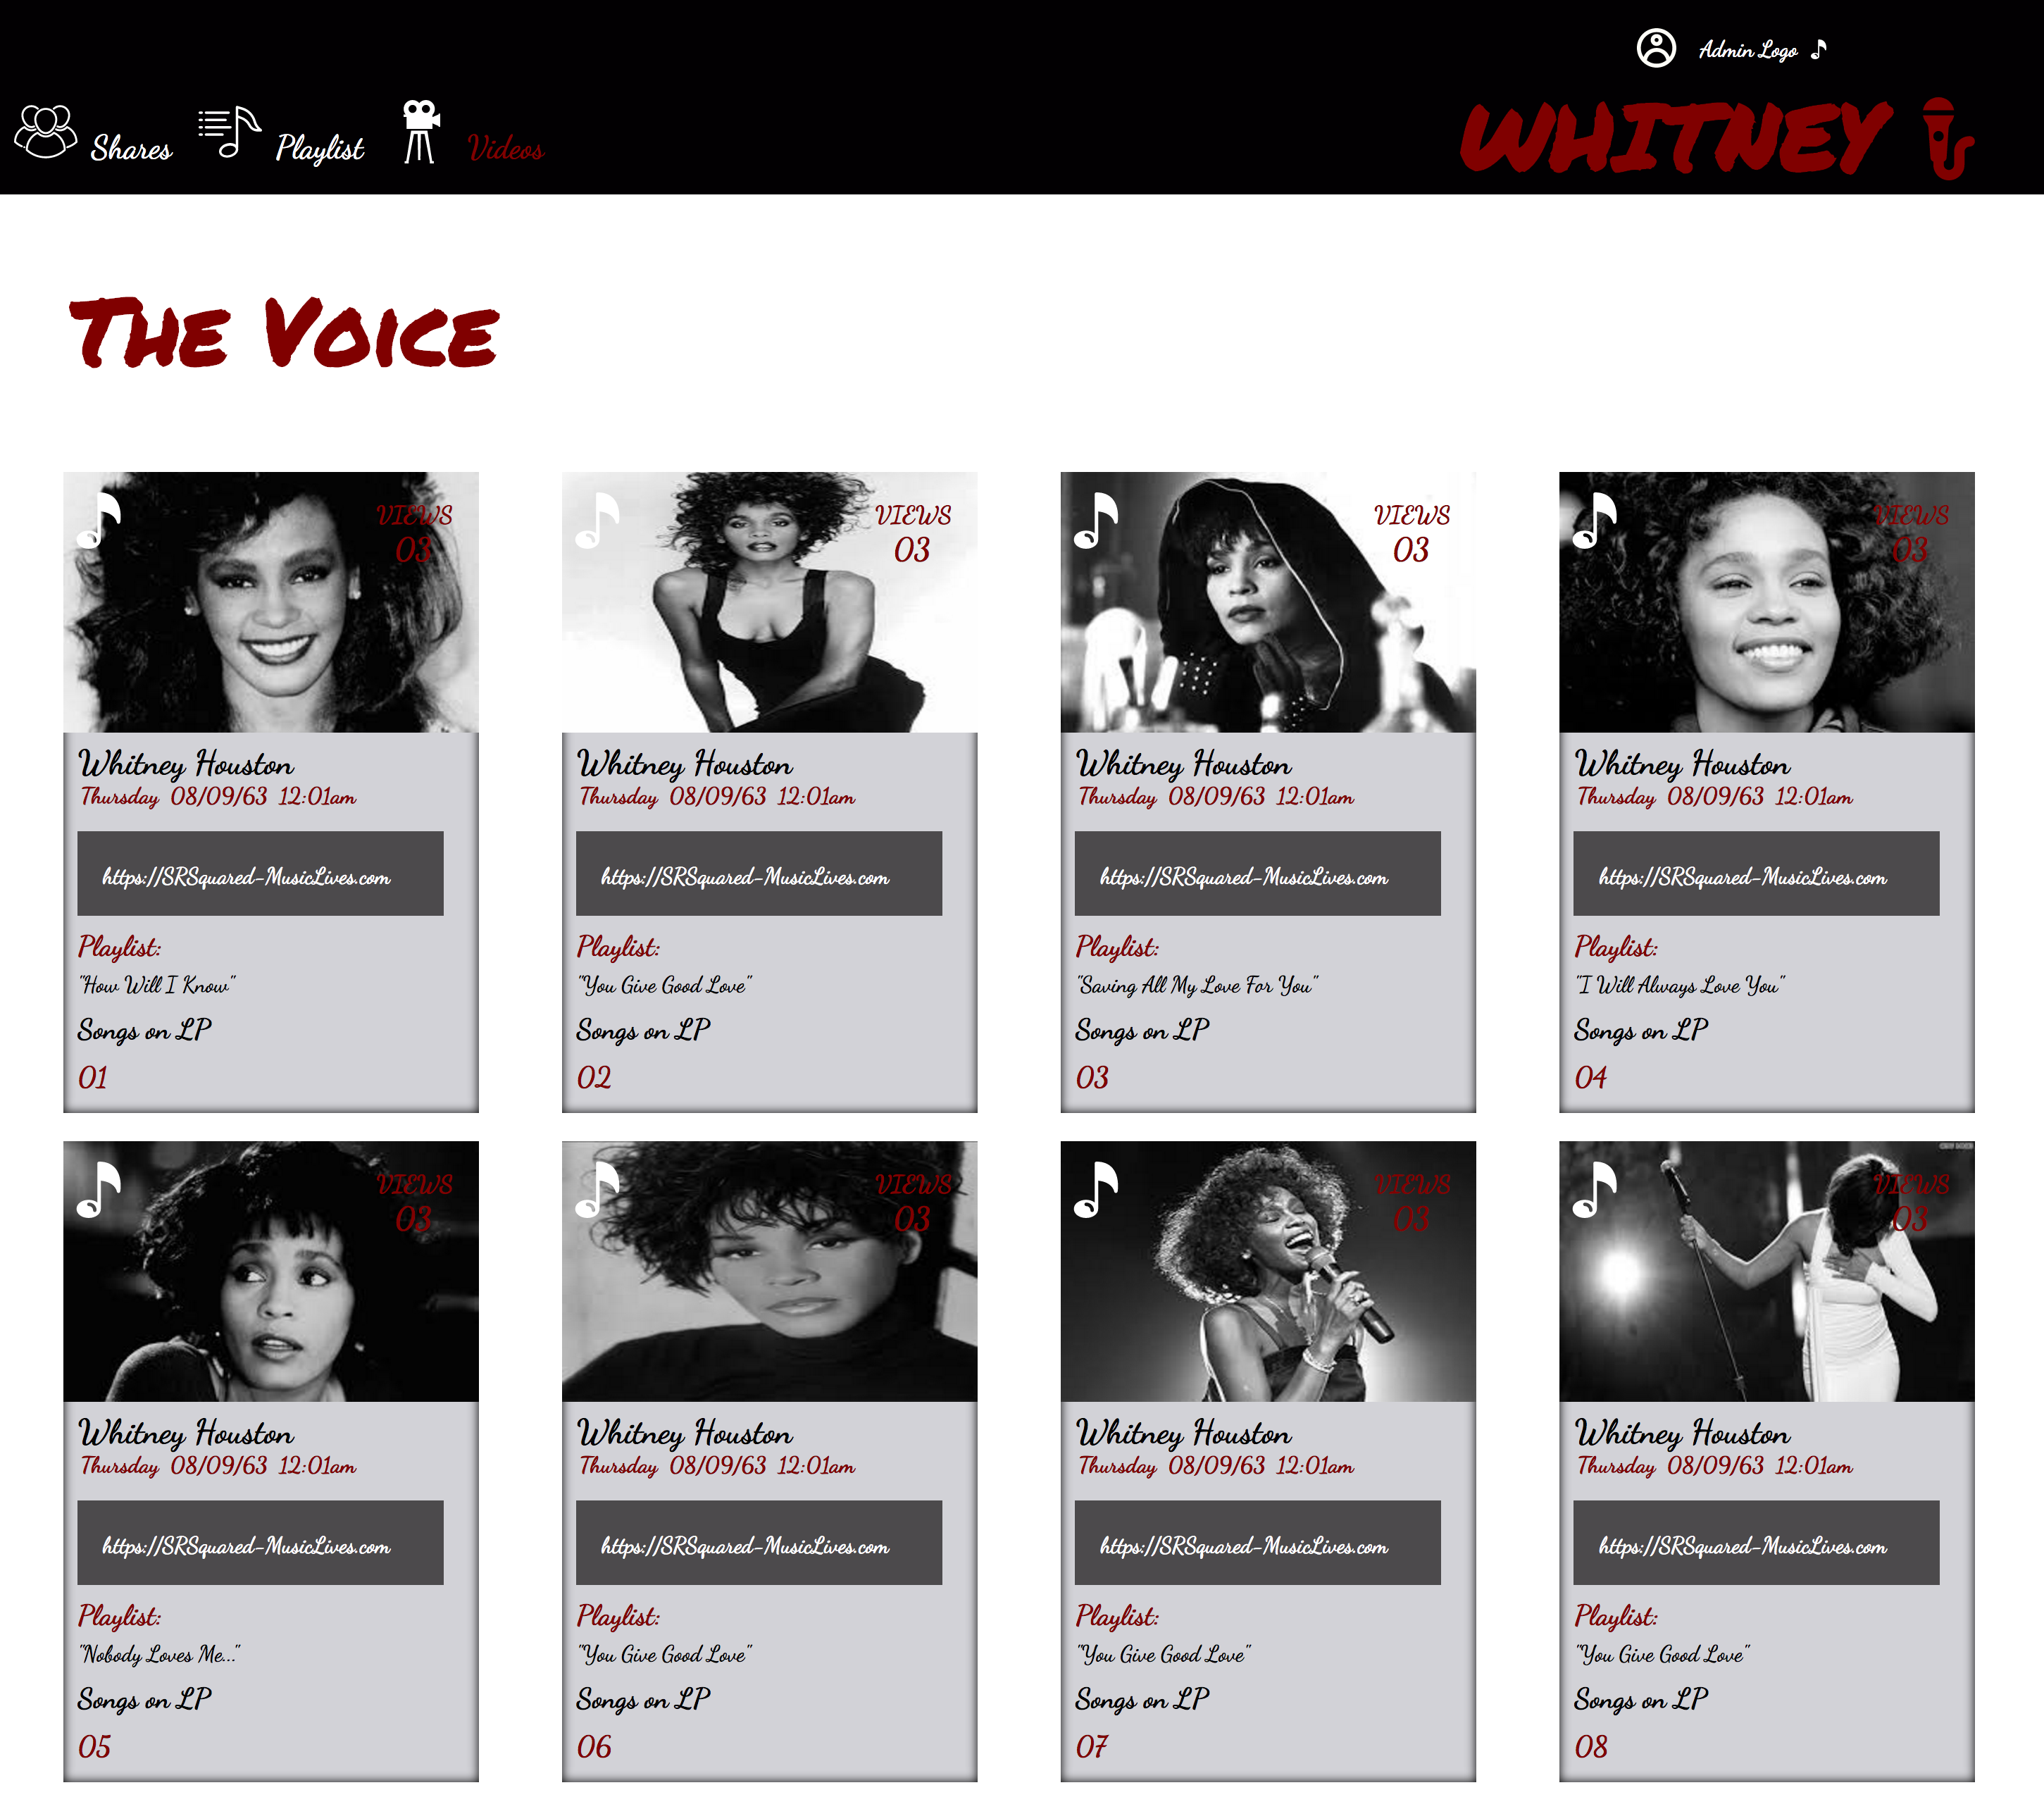 Admin Logo
Shares Playlist Videos
WHITNEY
The Voice
VIEWS
03
VIEWS
03
VIEWS
03
VIEWS
03
Whitney Houston
Thursday 08/09/63 12:01am
https://SRSquared-MusicLives.com
Playlist:
"How Will I Know"
Songs on LP
01
Whitney Houston
Thursday 08/09/63 12:01am
https://SRSquared-MusicLives.com
Playlist:
"You Give Good Love"
Songs on LP
02
Whitney Houston
Thursday 08/09/63 12:01am
https://SRSquared-MusicLives.com
Playlist:
"Saving All My Love For You"
Songs on LP
03
Whitney Houston
Thursday 08/09/63 12:01am
https://SRSquared-MusicLives.com
Playlist:
"I Will Always Love You"
Songs on LP
04
VIEWS
03
VIEWS
03
VIEWS
03
VIEWS
03
Whitney Houston
Thursday 08/09/63 12:01am
https://SRSquared-MusicLives.com
Playlist:
"Nobody Loves Me..."
Songs on LP
05
Whitney Houston
Thursday 08/09/63 12:01am
https://SRSquared-MusicLives.com
Playlist:
"You Give Good Love"
Songs on LP
06
Whitney Houston
Thursday 08/09/63 12:01am
https://SRSquared-MusicLives.com
Playlist:
"You Give Good Love"
Songs on LP
07
Whitney Houston
Thursday 08/09/63 12:01am
https://SRSquared-MusicLives.com
Playlist:
"You Give Good Love"
Songs on LP
08